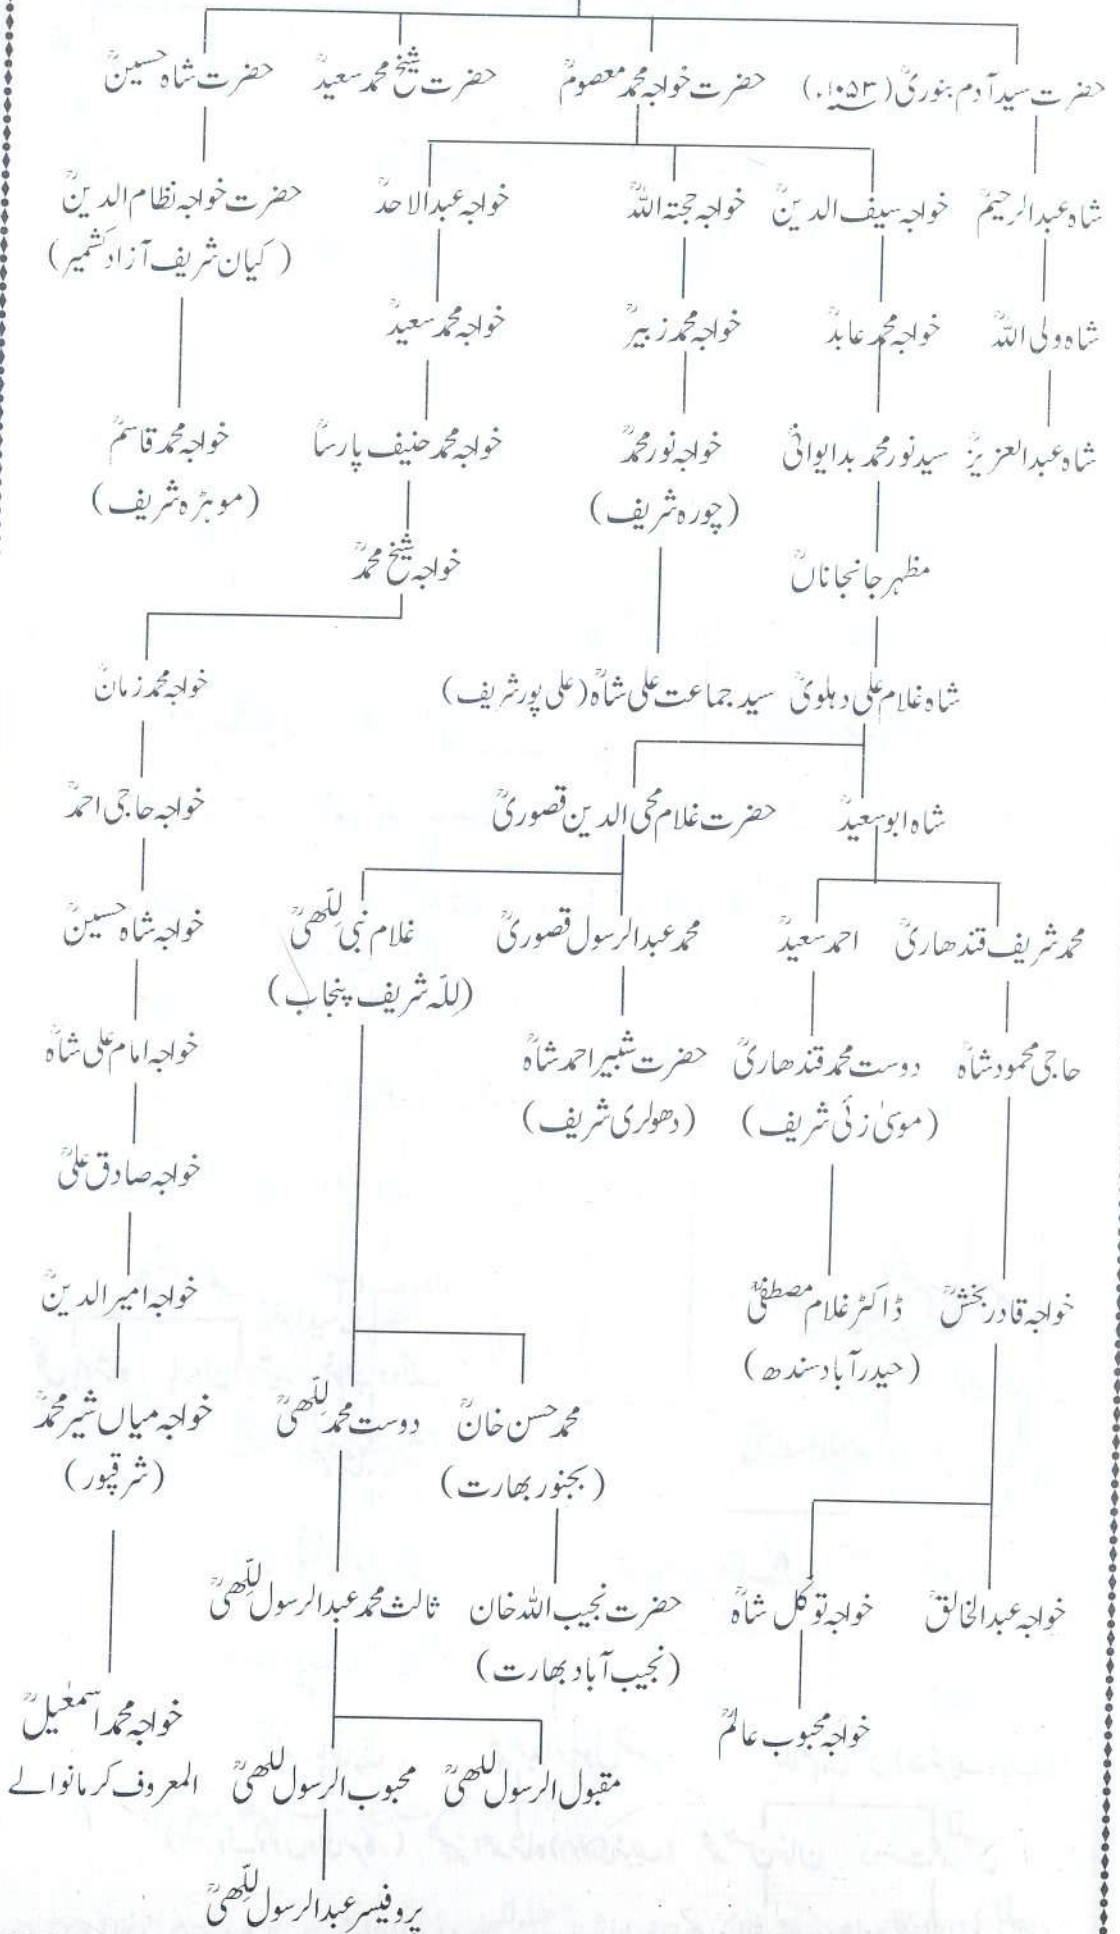 حضرت سید آدم بنوریؒ (۱۰۵۳ھ) حضرت خواجہ محمد معصومؒ حضرت شیخ محمد سعیدؒ حضرت شاہ حسینؒ
شاہ عبدالرحیمؒ خواجہ سیف الدینؒ خواجہ حجتہ اللہؒ خواجہ عبدالاحدؒ حضرت خواجہ نظام الدینؒ
(کیان شریف آزاد کشمیر)
شاہ ولی اللہؒ خواجہ محمد عابدؒ خواجہ محمد زبیرؒ خواجہ محمد سعیدؒ
شاہ عبدالعزیزؒ سید نور محمد بدایوانیؒ خواجہ نور محمدؒ خواجہ محمد حنیف پارساؒ خواجہ محمد قاسمؒ
(چورہ شریف) (موہڑہ شریف)
مظہر جانجاناںؒ خواجہ شیخ محمدؒ
شاہ غلام علی دہلویؒ سید جماعت علی شاہؒ (علی پور شریف) خواجہ محمد زمانؒ
شاہ ابو سعیدؒ حضرت غلام محی الدین قصوریؒ خواجہ حاجی احمدؒ
محمد شریف قندھاریؒ احمد سعیدؒ محمد عبدالرسول قصوریؒ غلام نبی للّٰھیؒ خواجہ شاہ حسینؒ
(للّہ شریف پنجاب)
حاجی محمود شاہؒ دوست محمد قندھاریؒ حضرت شبیر احمد شاہؒ خواجہ امام علی شاہؒ
(موسیٰ زئی شریف) (دھولری شریف)
خواجہ صادق علیؒ
خواجہ قادر بخشؒ ڈاکٹر غلام مصطفیٰؒ خواجہ امیر الدینؒ
(حیدر آباد سندھ)
محمد حسن خانؒ دوست محمد للّٰھیؒ خواجہ میاں شیر محمدؒ
(بجنور بھارت) (شرقپور)
خواجہ عبدالخالقؒ خواجہ توکل شاہؒ حضرت نجیب اللہ خان ثالث محمد عبدالرسول للّٰھیؒ
(نجیب آباد بھارت)
خواجہ محبوب عالمؒ خواجہ محمد اسمٰعیلؒ
مقبول الرسول للھیؒ محبوب الرسول للھیؒ المعروف کرمانوالے
پروفیسر عبدالرسول للّٰھیؒ